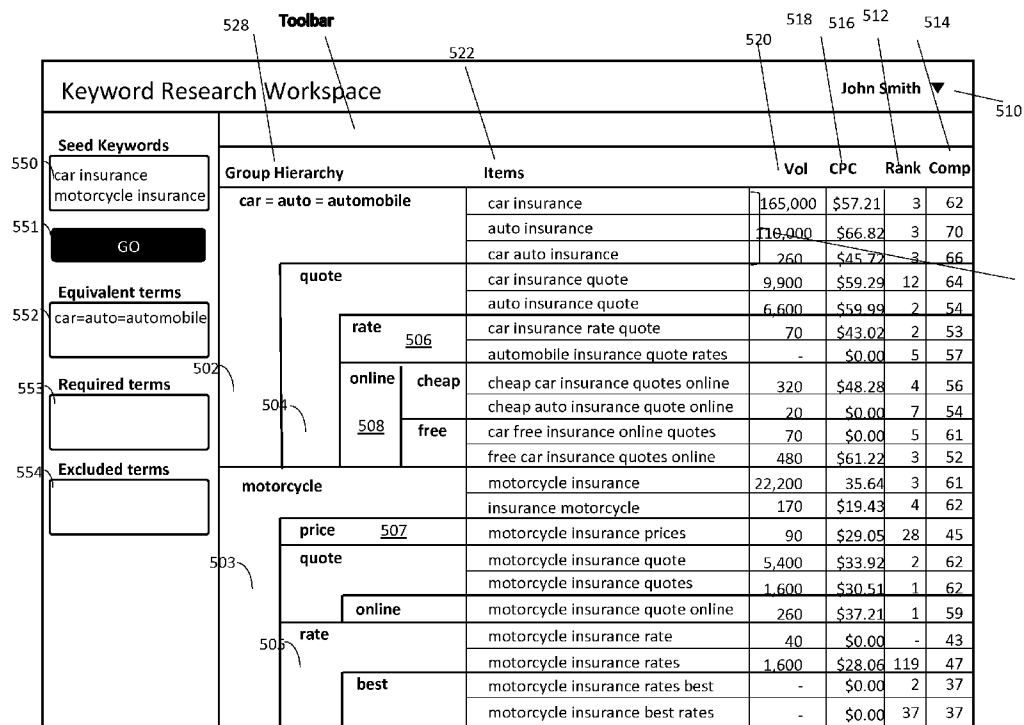 528 Toolbar 522 520 518 516 512 514
Keyword Research Workspace John Smith ▼ 510
550 Seed Keywords
car insurance
motorcycle insurance
551 GO
552 Equivalent terms
car=auto=automobile
553 Required terms
554 Excluded terms
Group Hierarchy Items Vol CPC Rank Comp
car = auto = automobile car insurance 165,000 $57.21 3 62
auto insurance 110,000 $66.82 3 70
car auto insurance 260 $45.72 3 66
quote car insurance quote 9,900 $59.29 12 64
auto insurance quote 6,600 $59.99 2 54
rate 506 car insurance rate quote 70 $43.02 2 53
automobile insurance quote rates - $0.00 5 57
502 504 online 508 cheap cheap car insurance quotes online 320 $48.28 4 56
cheap auto insurance quote online 20 $0.00 7 54
free car free insurance online quotes 70 $0.00 5 61
free car insurance quotes online 480 $61.22 3 52
motorcycle motorcycle insurance 22,200 35.64 3 61
insurance motorcycle 170 $19.43 4 62
price 507 motorcycle insurance prices 90 $29.05 28 45
503 quote motorcycle insurance quote 5,400 $33.92 2 62
motorcycle insurance quotes 1,600 $30.51 1 62
online motorcycle insurance quote online 260 $37.21 1 59
505 rate motorcycle insurance rate 40 $0.00 - 43
motorcycle insurance rates 1,600 $28.06 119 47
best motorcycle insurance rates best - $0.00 2 37
motorcycle insurance best rates - $0.00 37 37